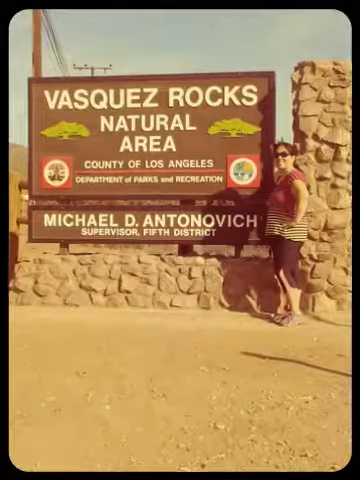 VASQUEZ ROCKS
NATURAL
AREA
COUNTY OF LOS ANGELES
DEPARTMENT of PARKS and RECREATION
MICHAEL D. ANTONOVICH
SUPERVISOR, FIFTH DISTRICT